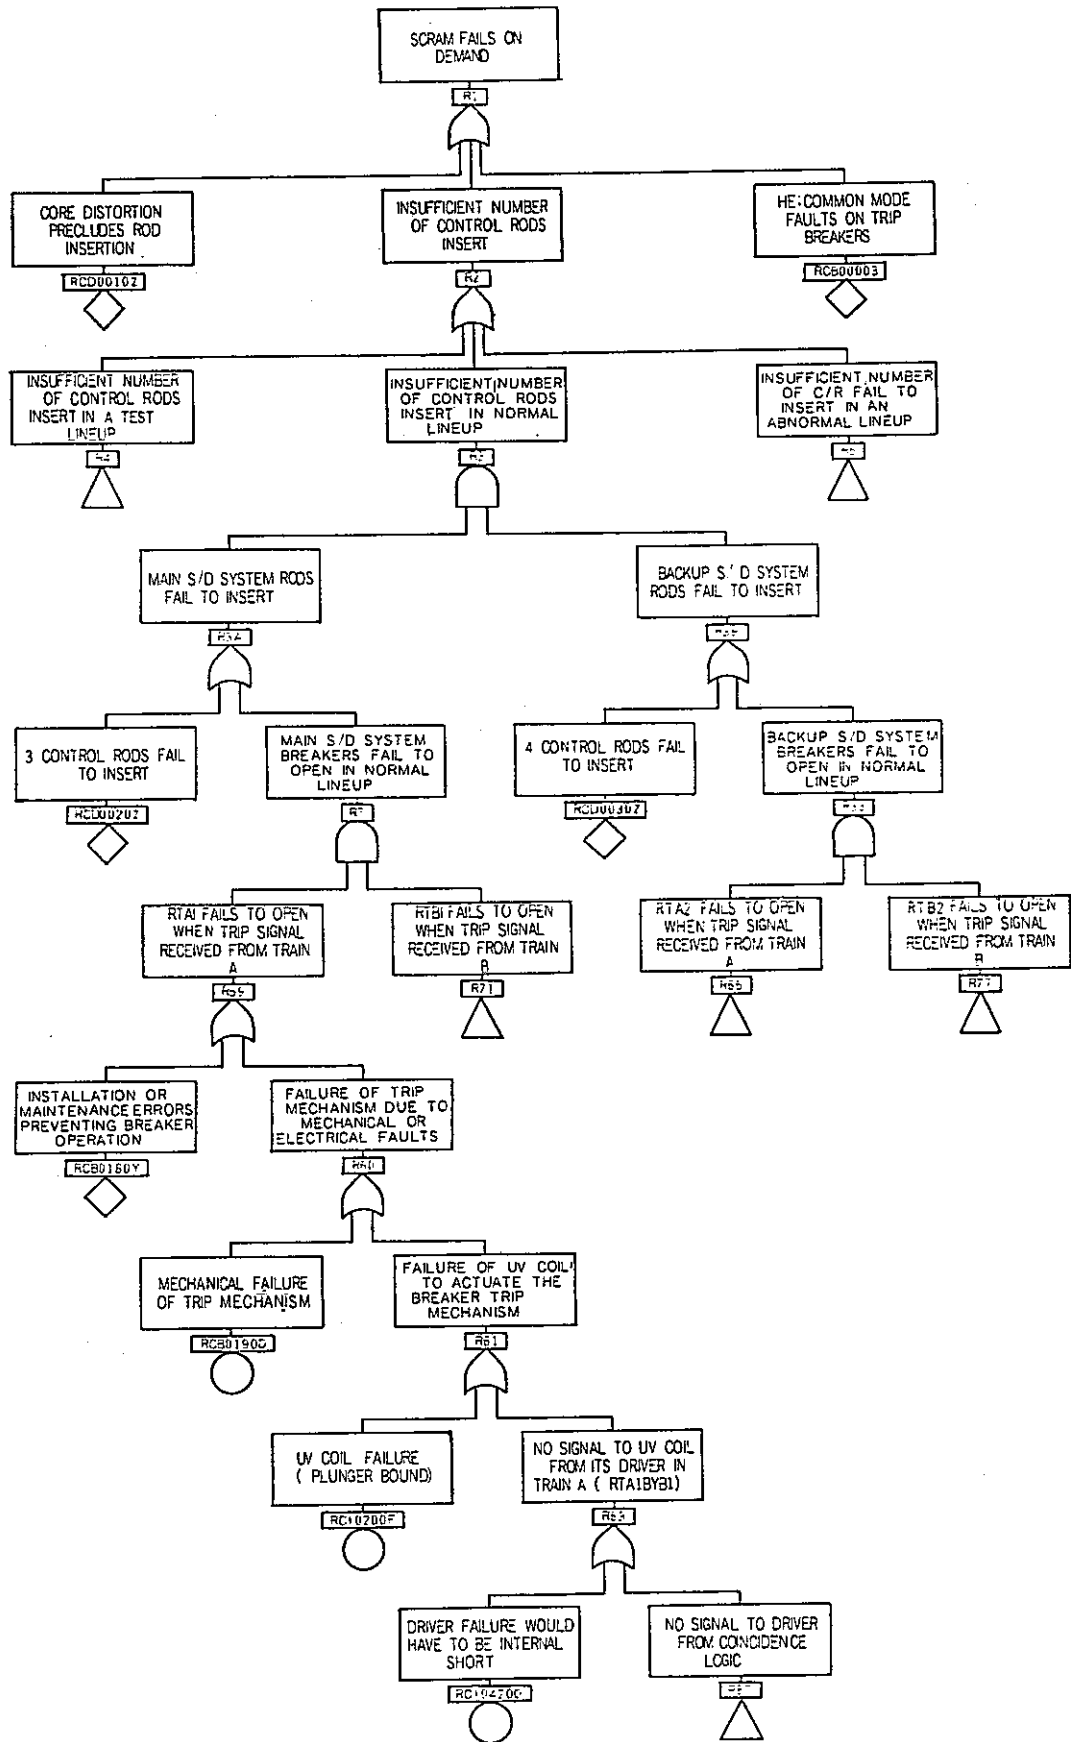 SCRAM FAILS ON
DEMAND
R1
CORE DISTORTION
PRECLUDES ROD
INSERTION
RCD0010Z
INSUFFICIENT NUMBER
OF CONTROL RODS
INSERT
R2
HE:COMMON MODE
FAULTS ON TRIP
BREAKERS
RCB00003
INSUFFICIENT NUMBER
OF CONTROL RODS
INSERT IN A TEST
LINEUP
R4
INSUFFICIENT NUMBER
OF CONTROL RODS
INSERT IN NORMAL
LINEUP
INSUFFICIENT NUMBER
OF C/R FAIL TO
INSERT IN AN
ABNORMAL LINEUP
MAIN S/D SYSTEM RODS
FAIL TO INSERT
BACKUP S/D SYSTEM
RODS FAIL TO INSERT
3 CONTROL RODS FAIL
TO INSERT
RCD0020Z
MAIN S/D SYSTEM
BREAKERS FAIL TO
OPEN IN NORMAL
LINEUP
4 CONTROL RODS FAIL
TO INSERT
RCD0030Z
BACKUP S/D SYSTEM
BREAKERS FAIL TO
OPEN IN NORMAL
LINEUP
RTA1 FAILS TO OPEN
WHEN TRIP SIGNAL
RECEIVED FROM TRAIN
A
R59
RTB1 FAILS TO OPEN
WHEN TRIP SIGNAL
RECEIVED FROM TRAIN
B
R71
RTA2 FAILS TO OPEN
WHEN TRIP SIGNAL
RECEIVED FROM TRAIN
A
RTB2 FAILS TO OPEN
WHEN TRIP SIGNAL
RECEIVED FROM TRAIN
B
R77
INSTALLATION OR
MAINTENANCE ERRORS
PREVENTING BREAKER
OPERATION
RCB0180Y
FAILURE OF TRIP
MECHANISM DUE TO
MECHANICAL OR
ELECTRICAL FAULTS
R60
MECHANICAL FAILURE
OF TRIP MECHANISM
RCB0190D
FAILURE OF UV COIL
TO ACTUATE THE
BREAKER TRIP
MECHANISM
R61
UV COIL FAILURE
( PLUNGER BOUND)
NO SIGNAL TO UV COIL
FROM ITS DRIVER IN
TRAIN A ( RTA1BYB1)
R63
DRIVER FAILURE WOULD
HAVE TO BE INTERNAL
SHORT
NO SIGNAL TO DRIVER
FROM COINCIDENCE
LOGIC